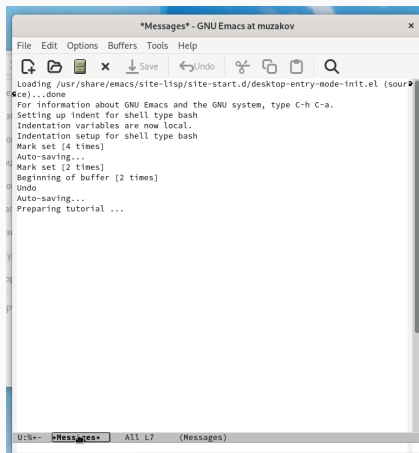 *Messages* - GNU Emacs at muzakov
×
File Edit Options Buffers Tools Help
Save Undo
Loading /usr/share/emacs/site-lisp/site-start.d/desktop-entry-mode-init.el (sour
ce)...done
For information about GNU Emacs and the GNU system, type C-h C-a.
Setting up indent for shell type bash
Indentation variables are now local.
Indentation setup for shell type bash
Mark set [4 times]
Auto-saving...
Mark set [2 times]
Beginning of buffer [2 times]
Undo
Auto-saving...
Preparing tutorial ...
U:%*- *Messages* All L7 (Messages)